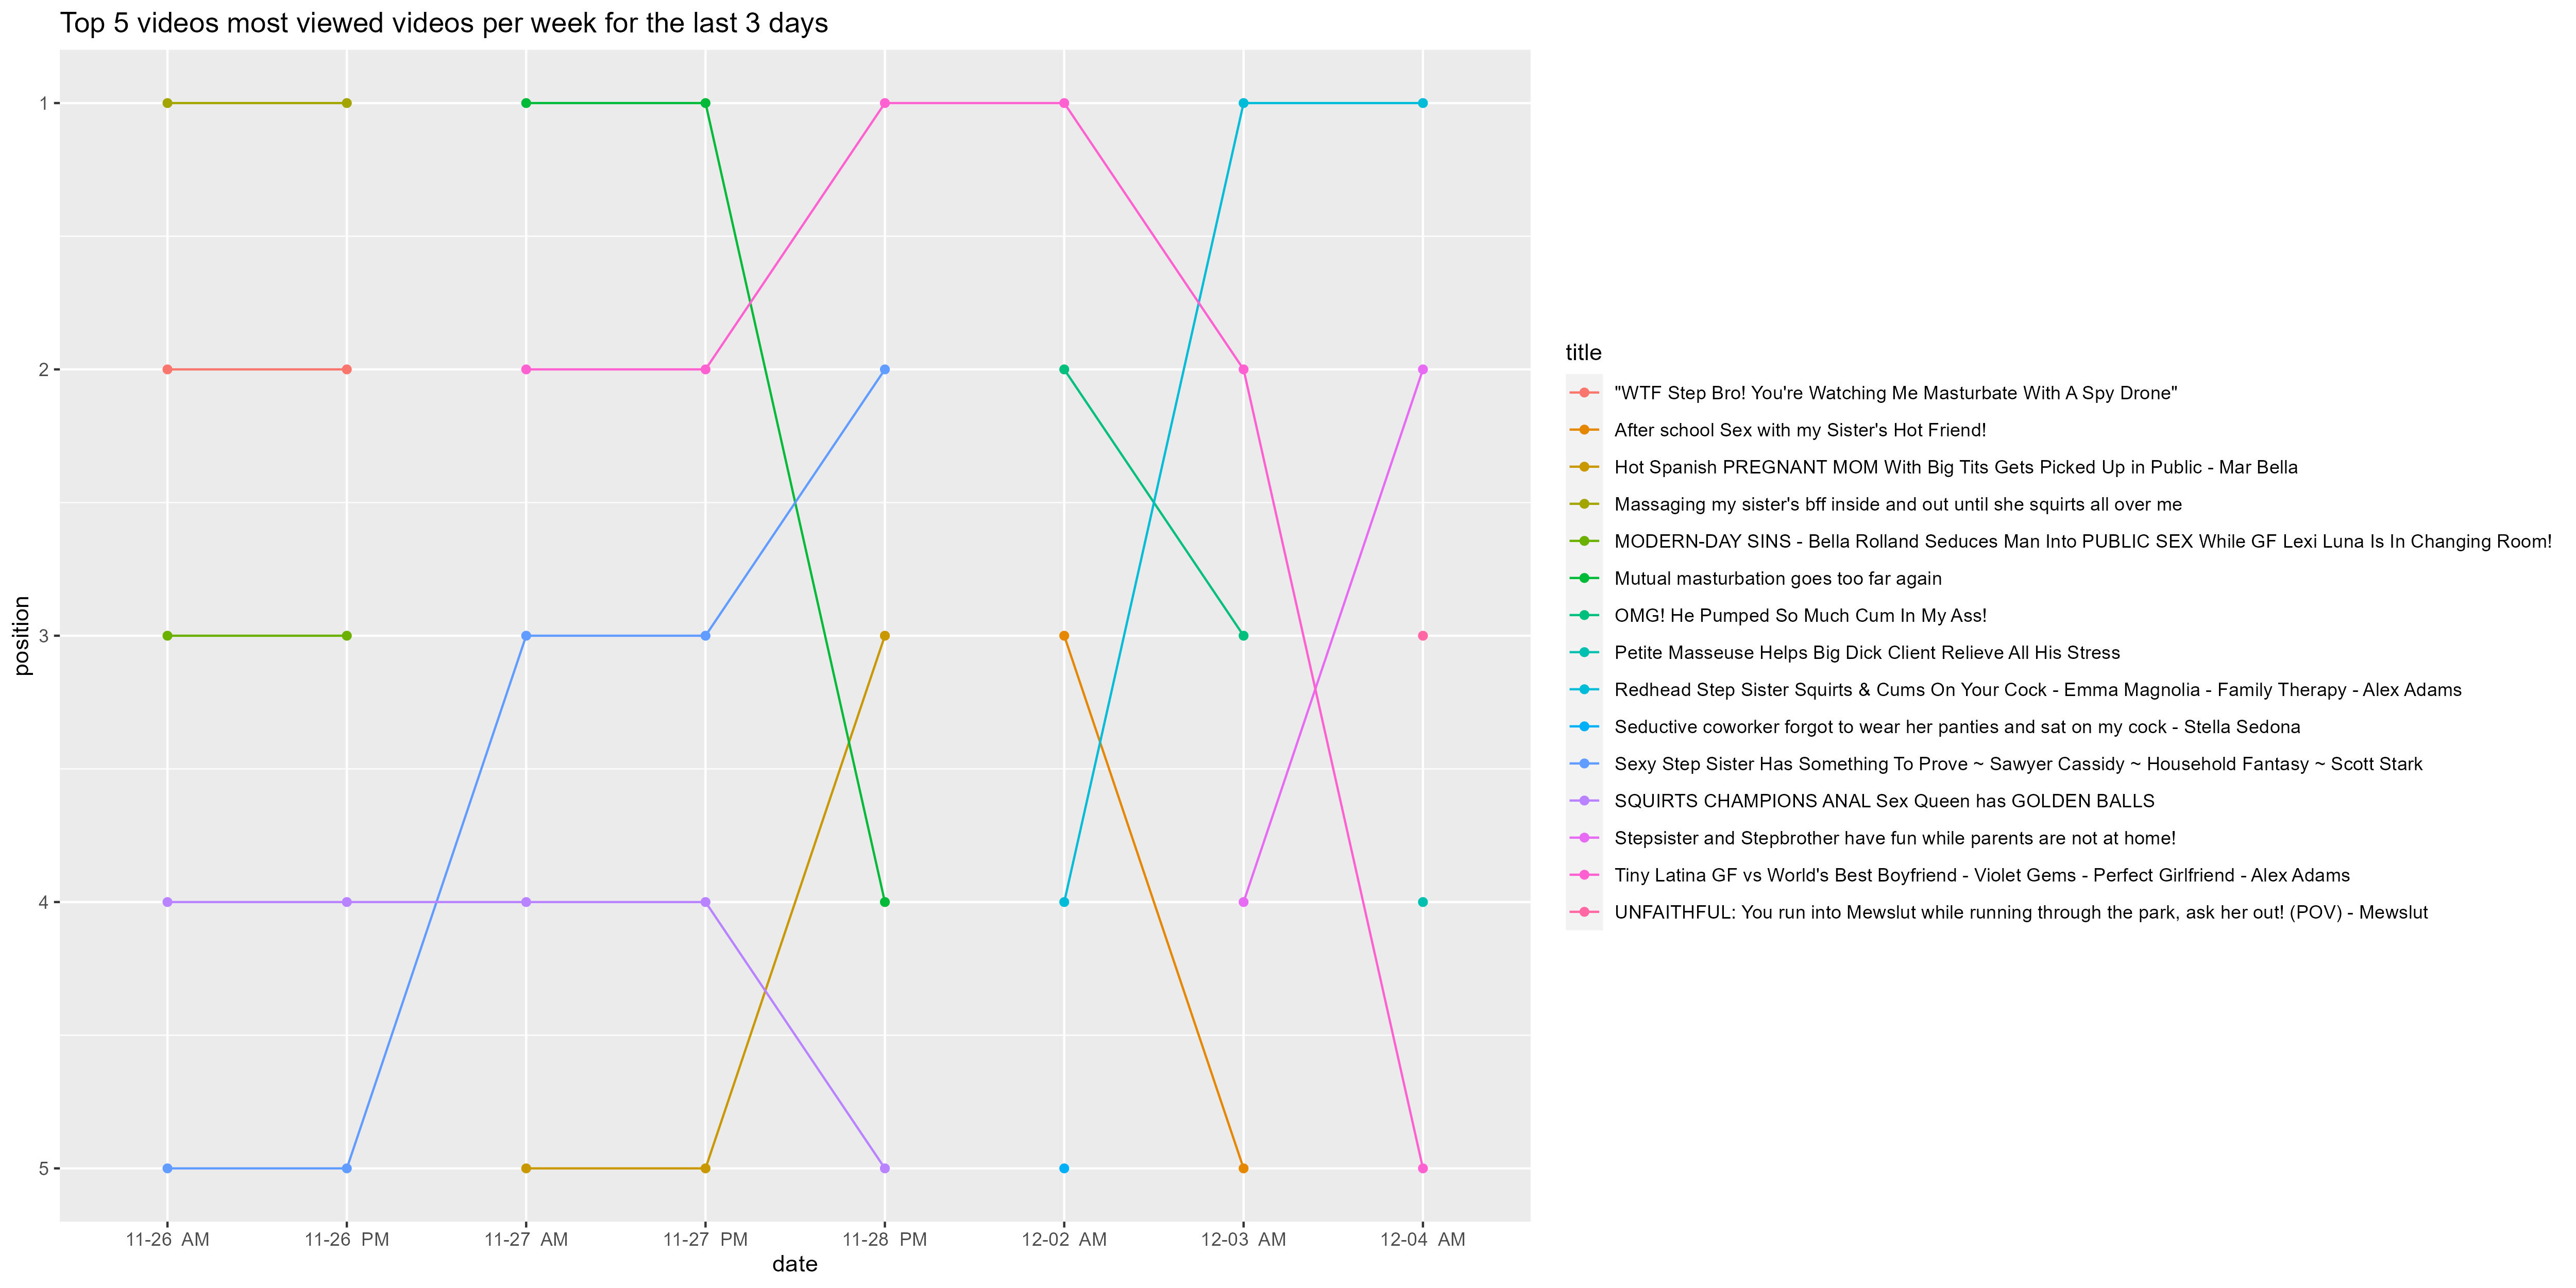 Top 5 videos most viewed videos per week for the last 3 days
position
1
2
3
4
5
11-26 AM
11-26 PM
11-27 AM
11-27 PM
11-28 PM
12-02 AM
12-03 AM
12-04 AM
date
title
"WTF Step Bro! You're Watching Me Masturbate With A Spy Drone"
After school Sex with my Sister's Hot Friend!
Hot Spanish PREGNANT MOM With Big Tits Gets Picked Up in Public - Mar Bella
Massaging my sister's bff inside and out until she squirts all over me
MODERN-DAY SINS - Bella Rolland Seduces Man Into PUBLIC SEX While GF Lexi Luna Is In Changing Room!
Mutual masturbation goes too far again
OMG! He Pumped So Much Cum In My Ass!
Petite Masseuse Helps Big Dick Client Relieve All His Stress
Redhead Step Sister Squirts & Cums On Your Cock - Emma Magnolia - Family Therapy - Alex Adams
Seductive coworker forgot to wear her panties and sat on my cock - Stella Sedona
Sexy Step Sister Has Something To Prove ~ Sawyer Cassidy ~ Household Fantasy ~ Scott Stark
SQUIRTS CHAMPIONS ANAL Sex Queen has GOLDEN BALLS
Stepsister and Stepbrother have fun while parents are not at home!
Tiny Latina GF vs World's Best Boyfriend - Violet Gems - Perfect Girlfriend - Alex Adams
UNFAITHFUL: You run into Mewslut while running through the park, ask her out! (POV) - Mewslut